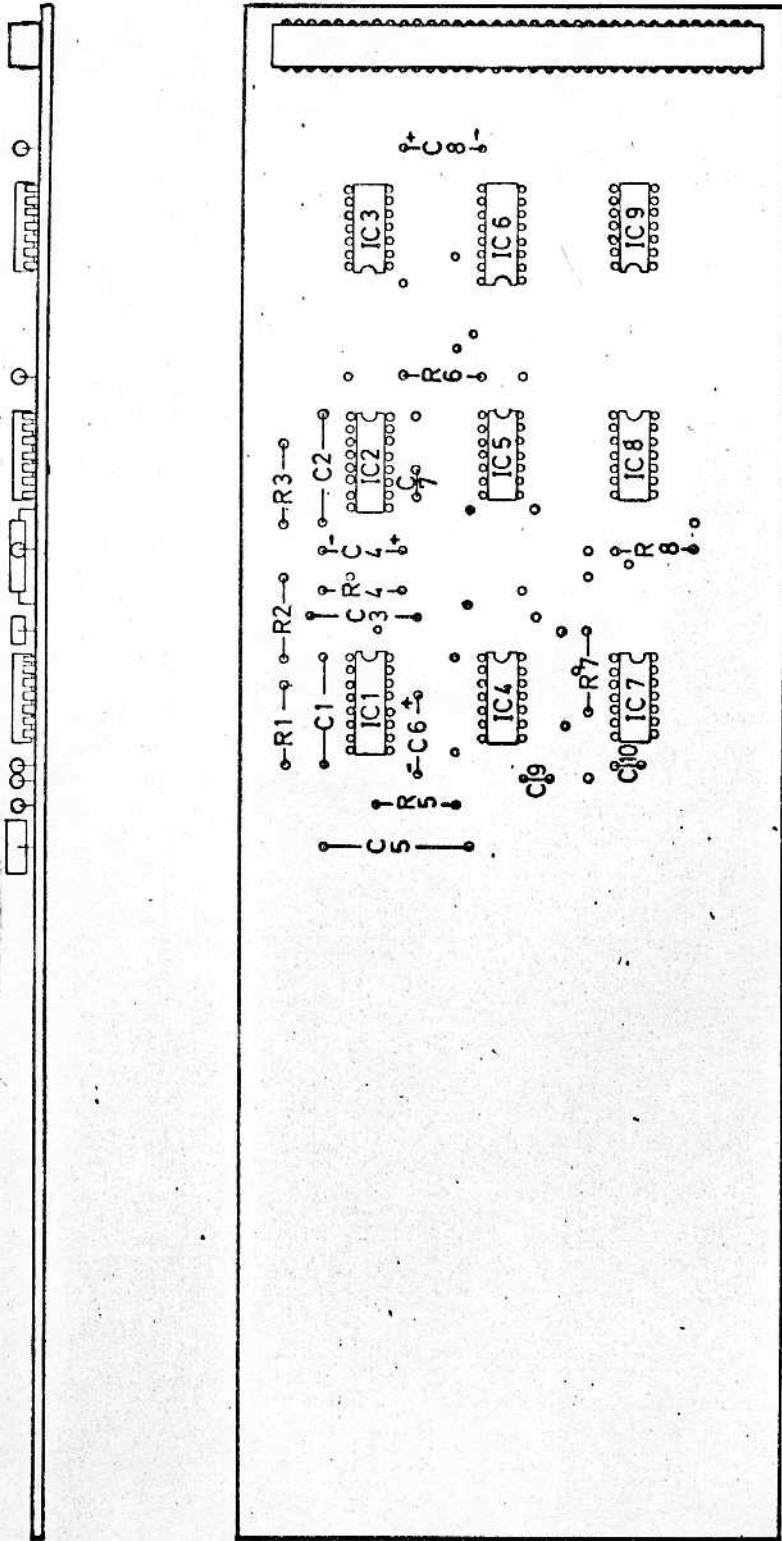 + C8 -
IC3
IC6
IC9
R6
R3
C2
IC2
C7
IC5
IC8
- C4 +
R4
C3
R8
R2
R1
C1
IC1
- C6 +
IC4
R7
IC7
C9
C10
R5
C5